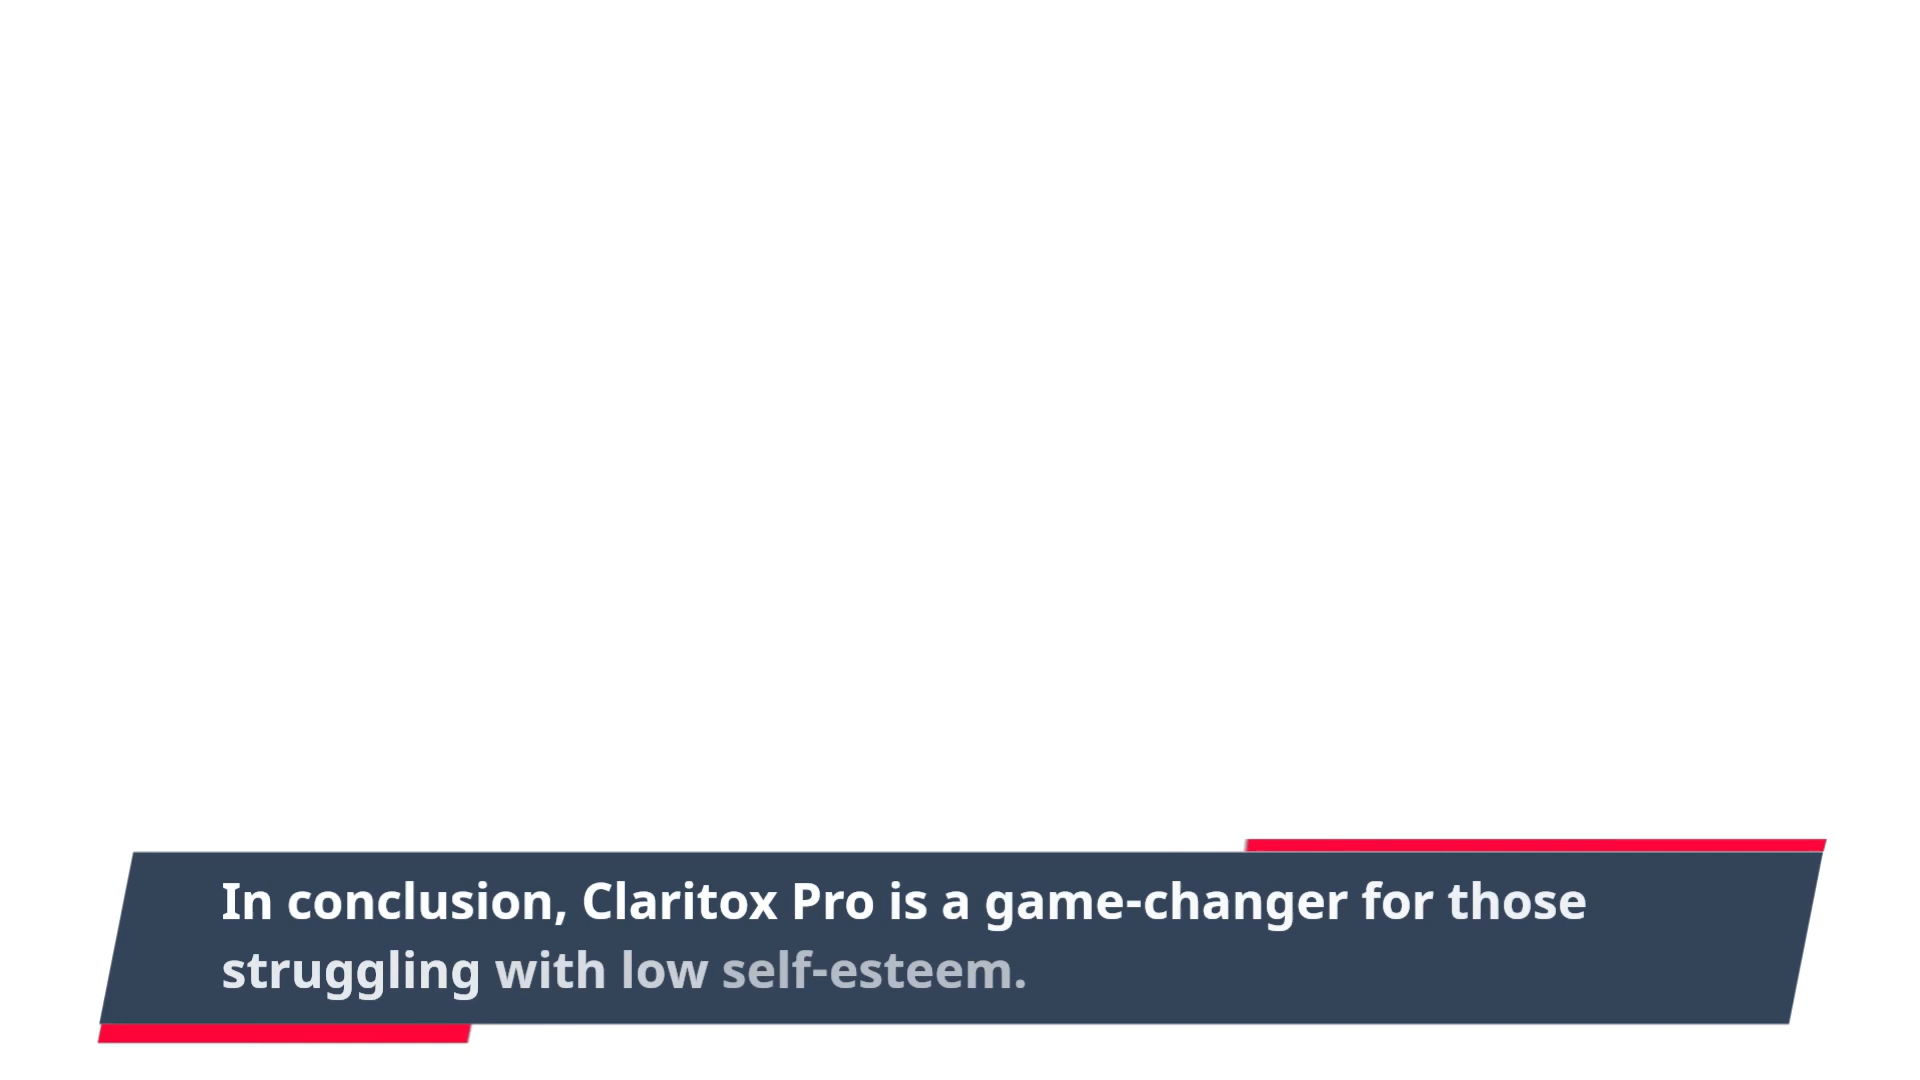 In conclusion, Claritox Pro is a game-changer for those
struggling with low self-esteem.